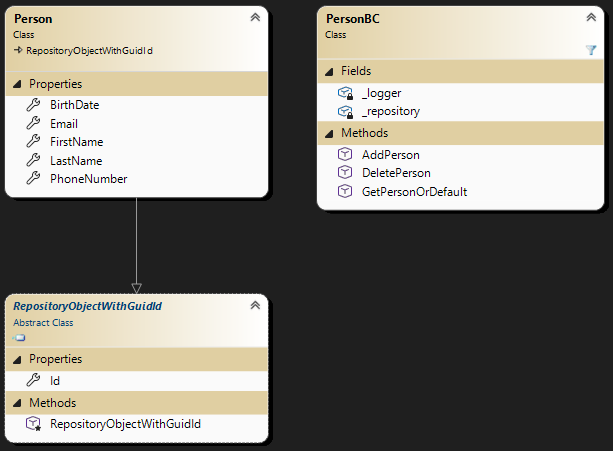 Person
Class
RepositoryObjectWithGuidId
Properties
BirthDate
Email
FirstName
LastName
PhoneNumber
PersonBC
Class
Fields
_logger
_repository
Methods
AddPerson
DeletePerson
GetPersonOrDefault
RepositoryObjectWithGuidId
Abstract Class
Properties
Id
Methods
RepositoryObjectWithGuidId